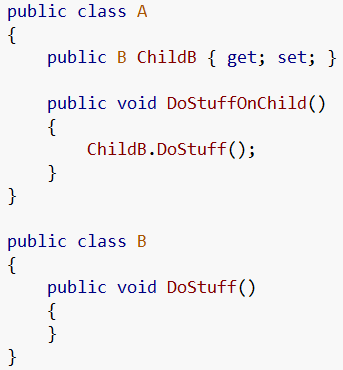 public class A
{
    public B ChildB { get; set; }

    public void DoStuffOnChild()
    {
        ChildB.DoStuff();
    }
}

public class B
{
    public void DoStuff()
    {
    }
}